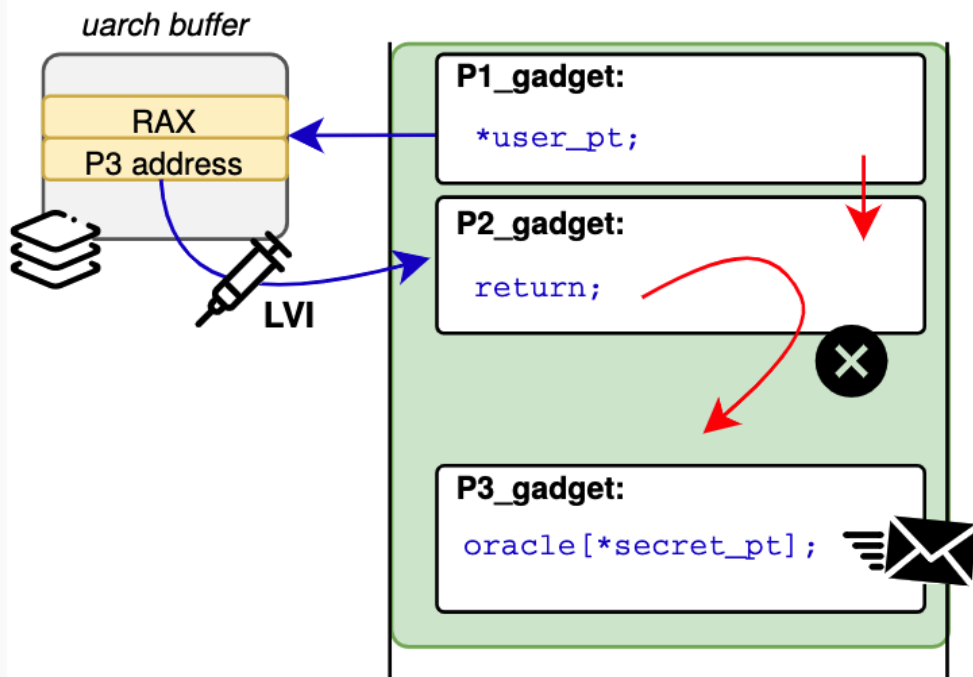 uarch buffer
RAX
P3 address
LVI
P1_gadget:
*user_pt;
P2_gadget:
return;
P3_gadget:
oracle[*secret_pt];